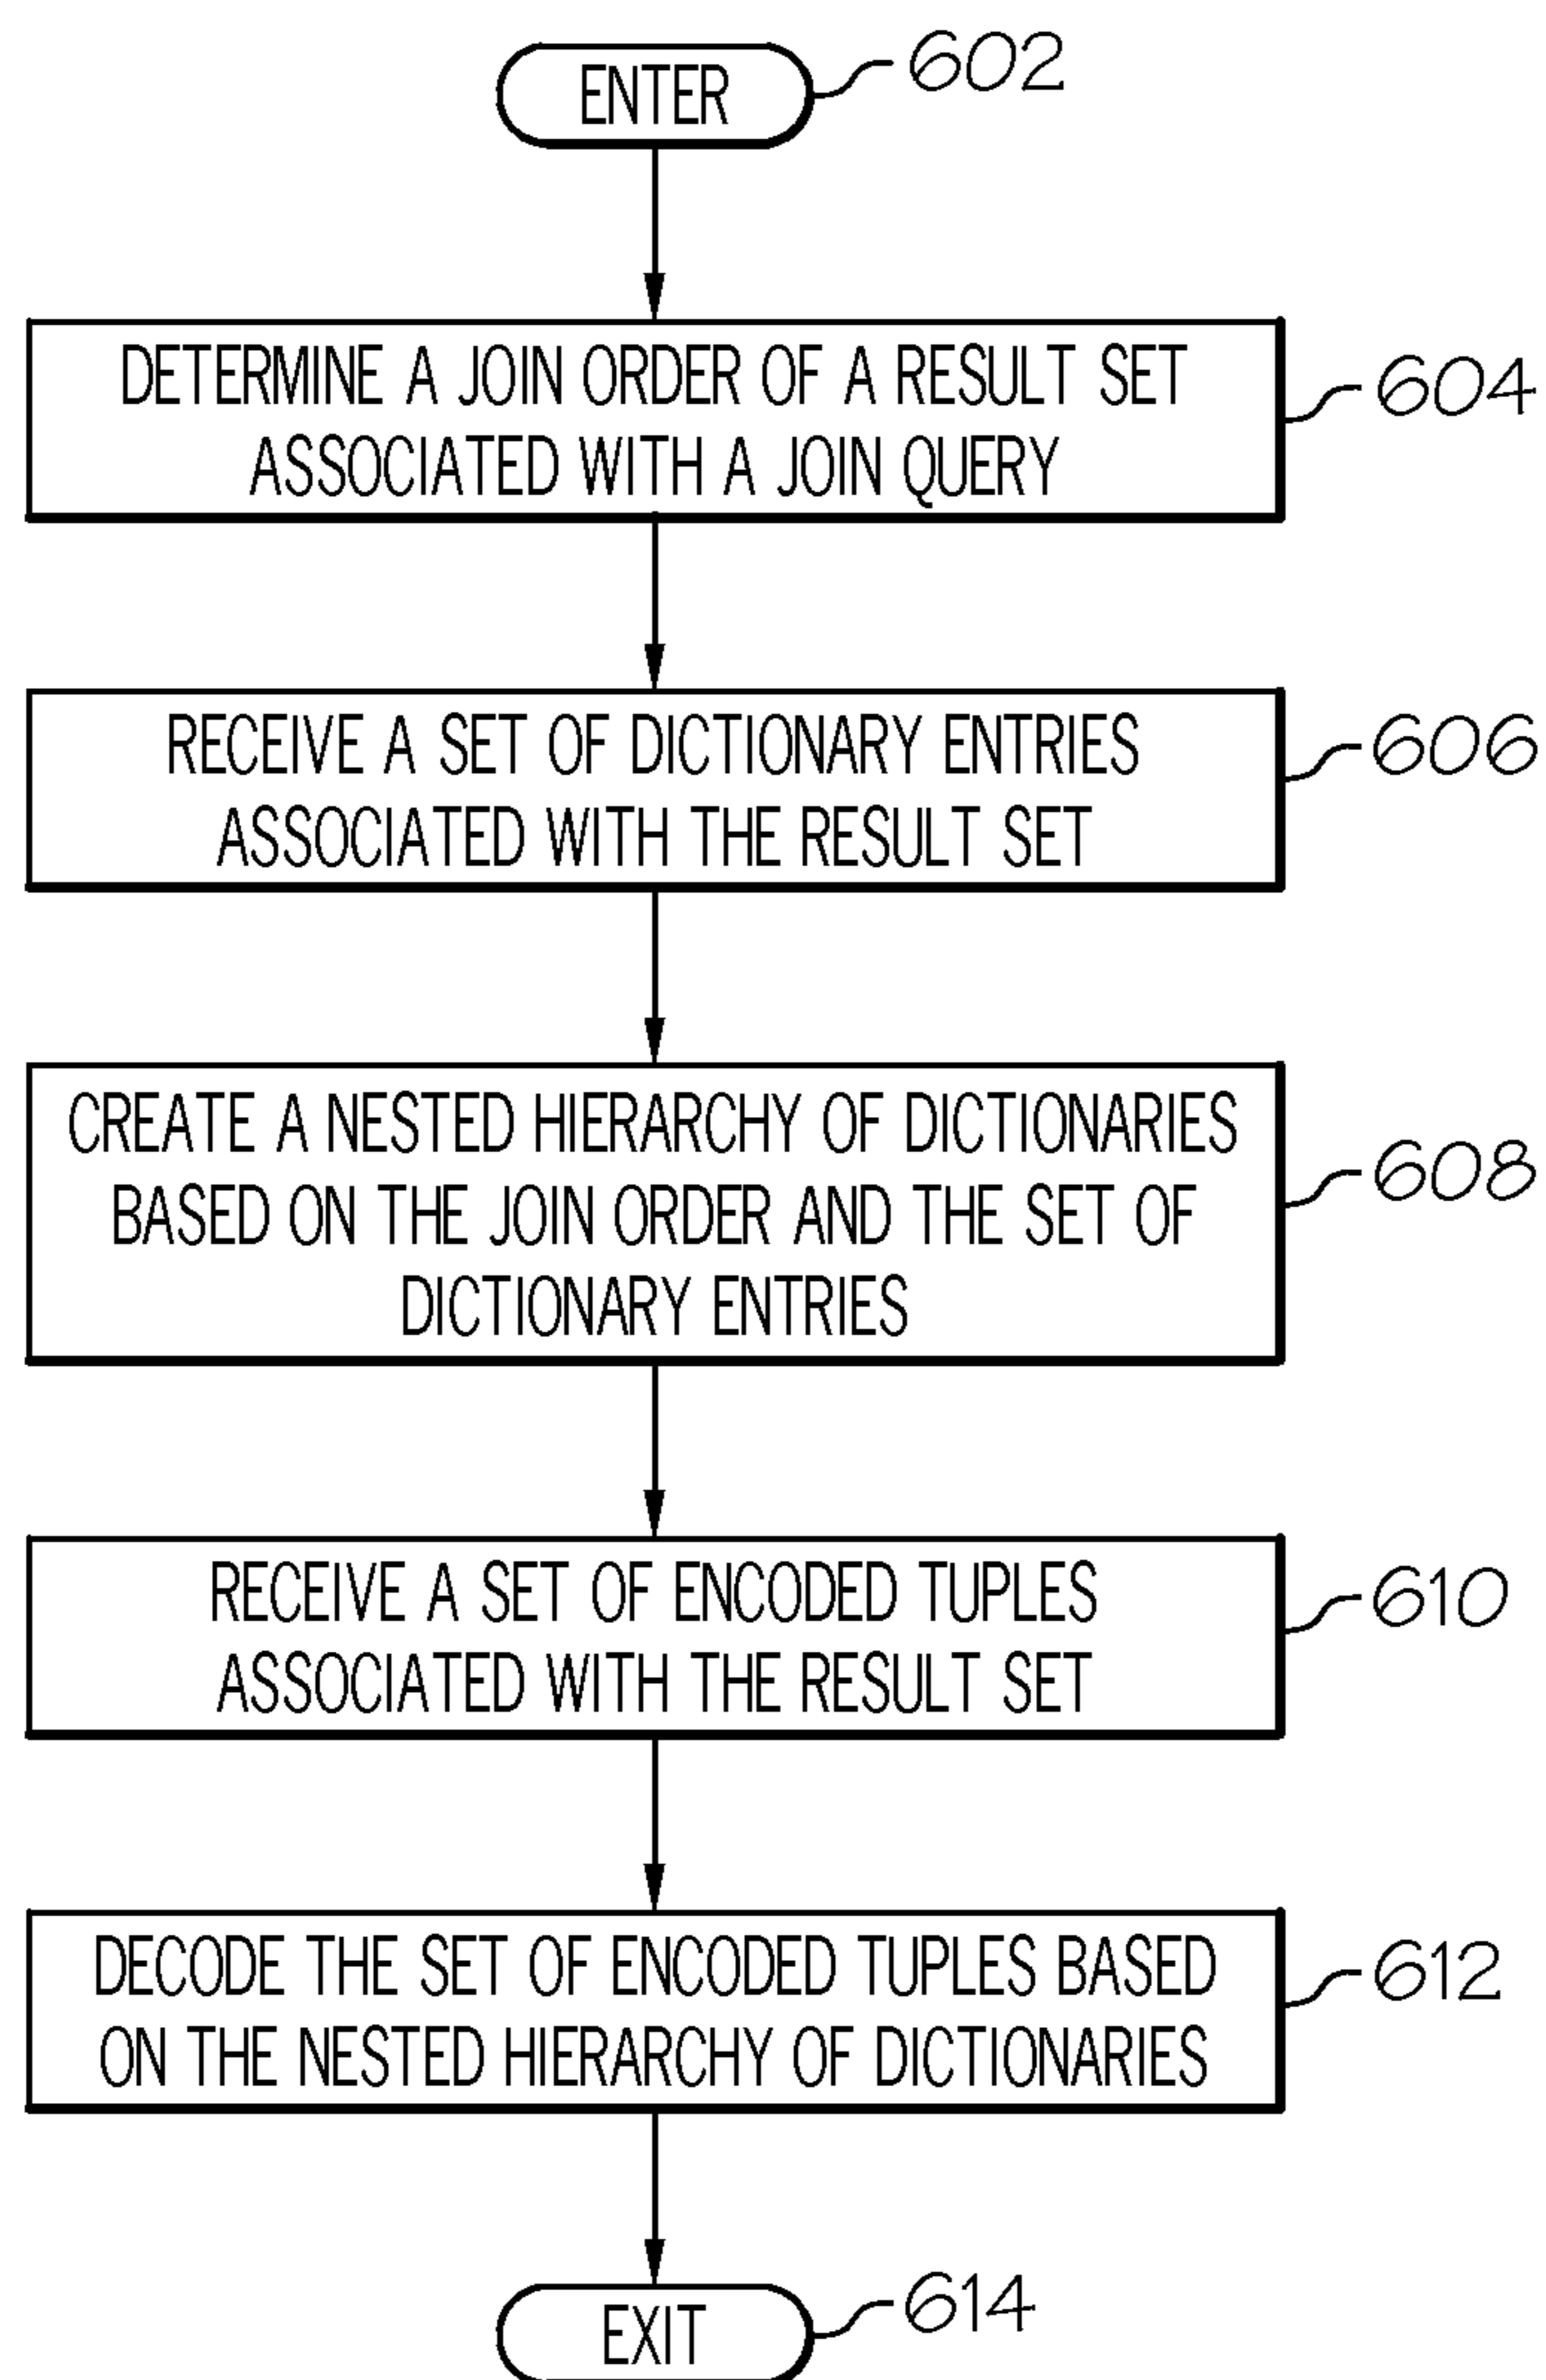 ENTER
602
DETERMINE A JOIN ORDER OF A RESULT SET
ASSOCIATED WITH A JOIN QUERY
604
RECEIVE A SET OF DICTIONARY ENTRIES
ASSOCIATED WITH THE RESULT SET
606
CREATE A NESTED HIERARCHY OF DICTIONARIES
BASED ON THE JOIN ORDER AND THE SET OF
DICTIONARY ENTRIES
608
RECEIVE A SET OF ENCODED TUPLES
ASSOCIATED WITH THE RESULT SET
610
DECODE THE SET OF ENCODED TUPLES BASED
ON THE NESTED HIERARCHY OF DICTIONARIES
612
EXIT
614